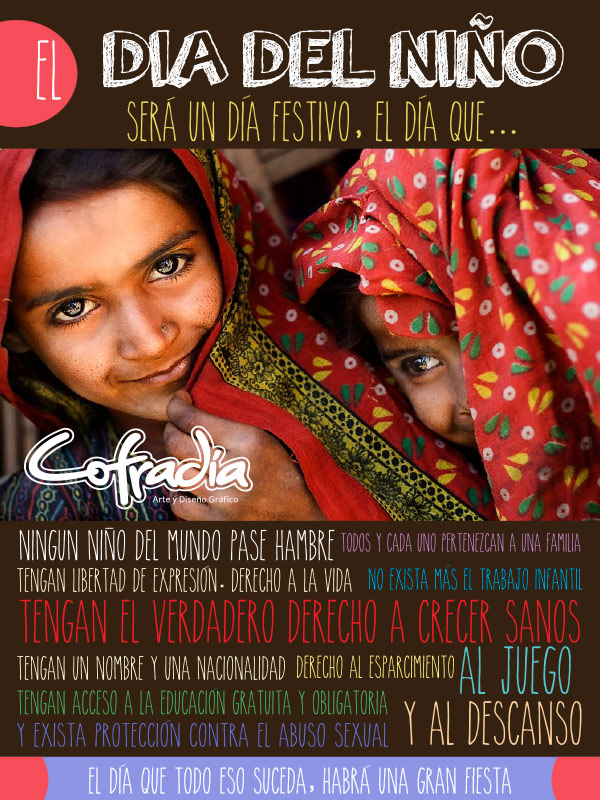 EL
DIA DEL NIÑO
SERÁ UN DÍA FESTIVO, EL DÍA QUE...
Cofradía
Arte y Diseño Gráfico
NINGUN NIÑO DEL MUNDO PASE HAMBRE
TODOS Y CADA UNO PERTENEZCAN A UNA FAMILIA
TENGAN LIBERTAD DE EXPRESIÓN. DERECHO A LA VIDA
NO EXISTA MÁS EL TRABAJO INFANTIL
TENGAN EL VERDADERO DERECHO A CRECER SANOS
TENGAN UN NOMBRE Y UNA NACIONALIDAD
DERECHO AL ESPARCIMIENTO
AL JUEGO
TENGAN ACCESO A LA EDUCACIÓN GRATUITA Y OBLIGATORIA
Y AL DESCANSO
Y EXISTA PROTECCIÓN CONTRA EL ABUSO SEXUAL
EL DÍA QUE TODO ESO SUCEDA, HABRÁ UNA GRAN FIESTA